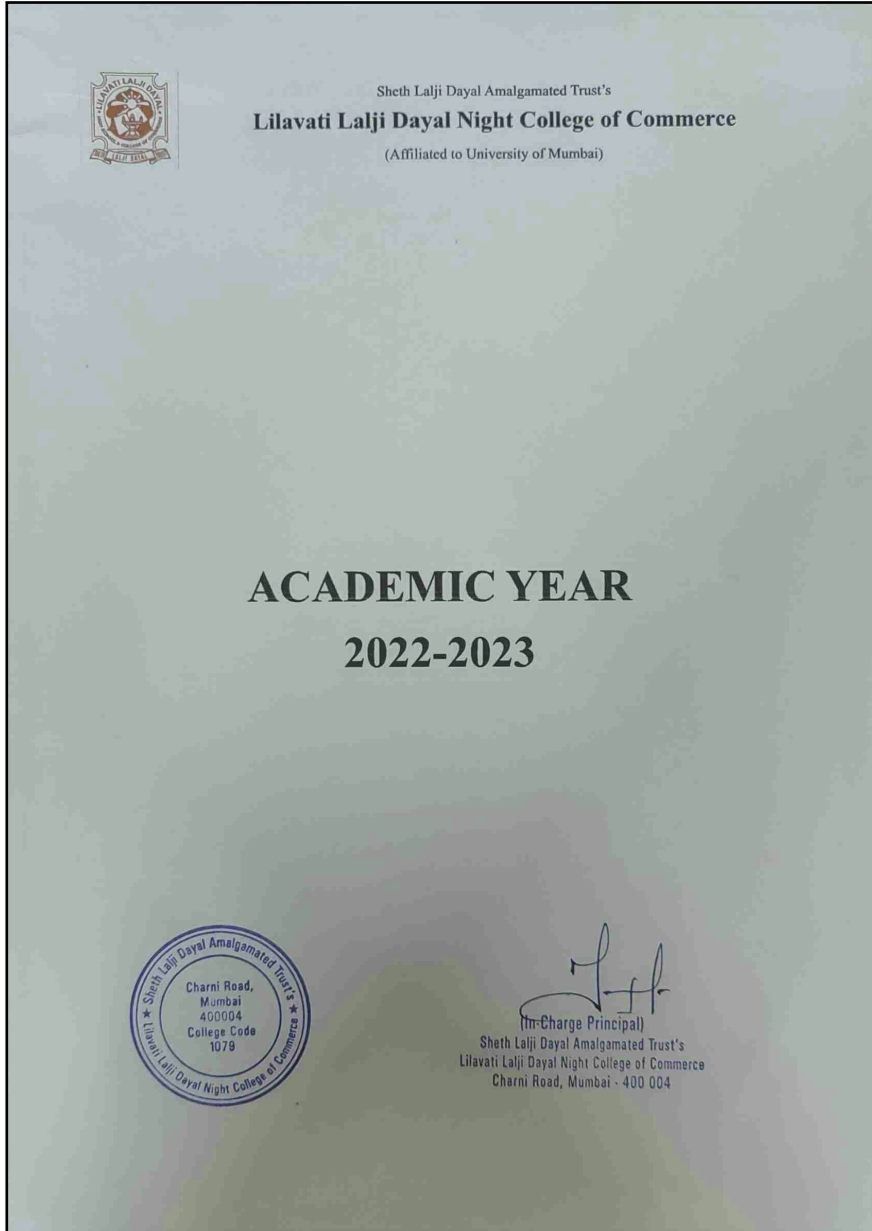 LILAVATI LALJI DAYAL
LALJI DAYAL
Sheth Lalji Dayal Amalgamated Trust's
Lilavati Lalji Dayal Night College of Commerce
(Affiliated to University of Mumbai)
ACADEMIC YEAR
2022-2023
★ Sheth Lalji Dayal Amalgamated Trust's ★
Lilavati Lalji Dayal Night College of Commerce
Charni Road,
Mumbai
400004
College Code
1079
(In-Charge Principal)
Sheth Lalji Dayal Amalgamated Trust's
Lilavati Lalji Dayal Night College of Commerce
Charni Road, Mumbai - 400 004